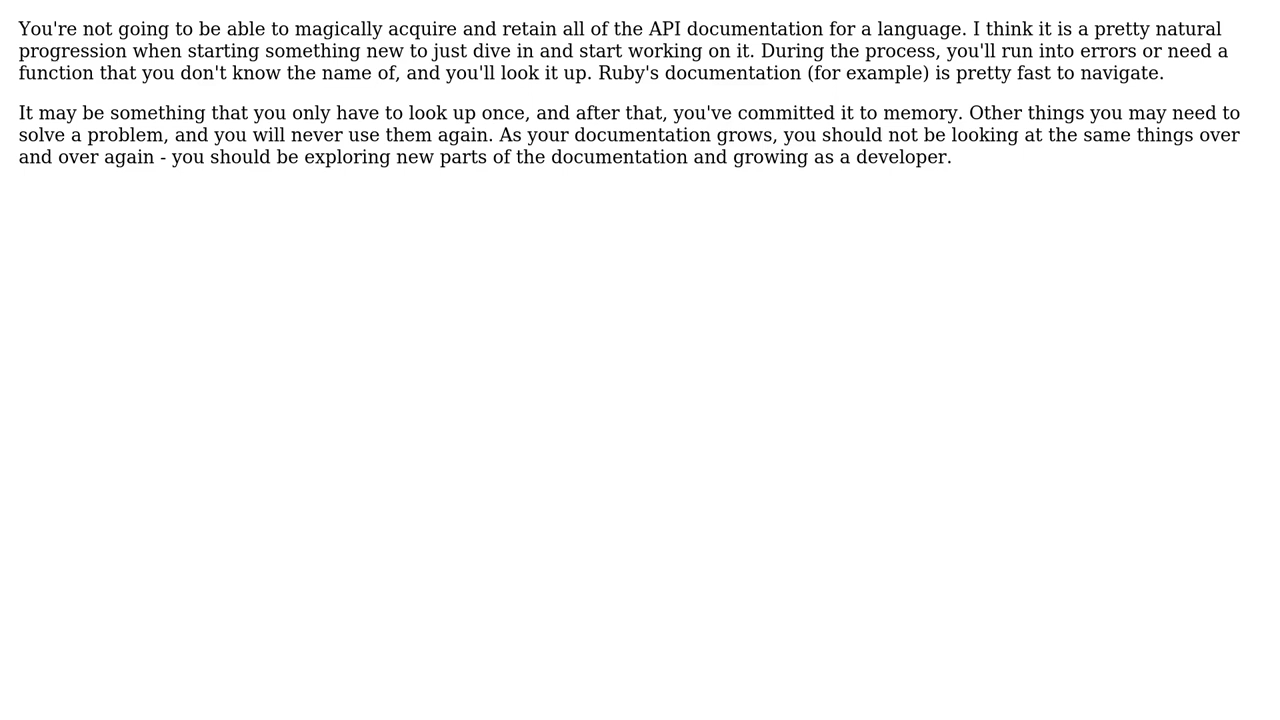 You're not going to be able to magically acquire and retain all of the API documentation for a language. I think it is a pretty natural
progression when starting something new to just dive in and start working on it. During the process, you'll run into errors or need a
function that you don't know the name of, and you'll look it up. Ruby's documentation (for example) is pretty fast to navigate.
It may be something that you only have to look up once, and after that, you've committed it to memory. Other things you may need to
solve a problem, and you will never use them again. As your documentation grows, you should not be looking at the same things over
and over again - you should be exploring new parts of the documentation and growing as a developer.